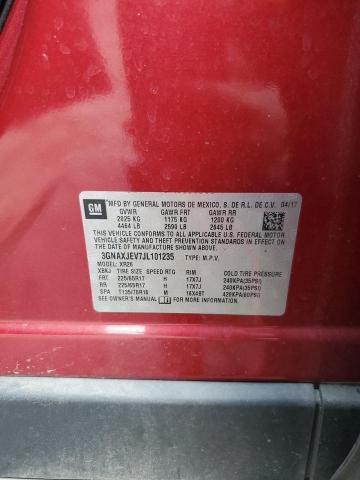 GM
MFD BY GENERAL MOTORS DE MEXICO, S. DE R.L. DE C.V. 04/17
GVWR GAWR FRT GAWR RR
2025 KG 1175 KG 1200 KG
4464 LB 2590 LB 2645 LB
THIS VEHICLE CONFORMS TO ALL APPLICABLE U.S. FEDERAL MOTOR
VEHICLE SAFETY AND THEFT PREVENTION STANDARDS IN EFFECT ON
THE DATE OF MANUFACTURE SHOWN ABOVE.
3GNAXJEV7JL101235 TYPE: M.P.V.
MODEL: XR26
XBKJ TIRE SIZE SPEED RTG RIM COLD TIRE PRESSURE
FRT 225/65R17 H 17X7J 240KPA(35PSI)
RR 225/65R17 H 17X7J 240KPA(35PSI)
SPA T135/70R16 M 16X4BT 420KPA(60PSI)
SEE OWNER'S MANUAL FOR ADDITIONAL INFORMATION.